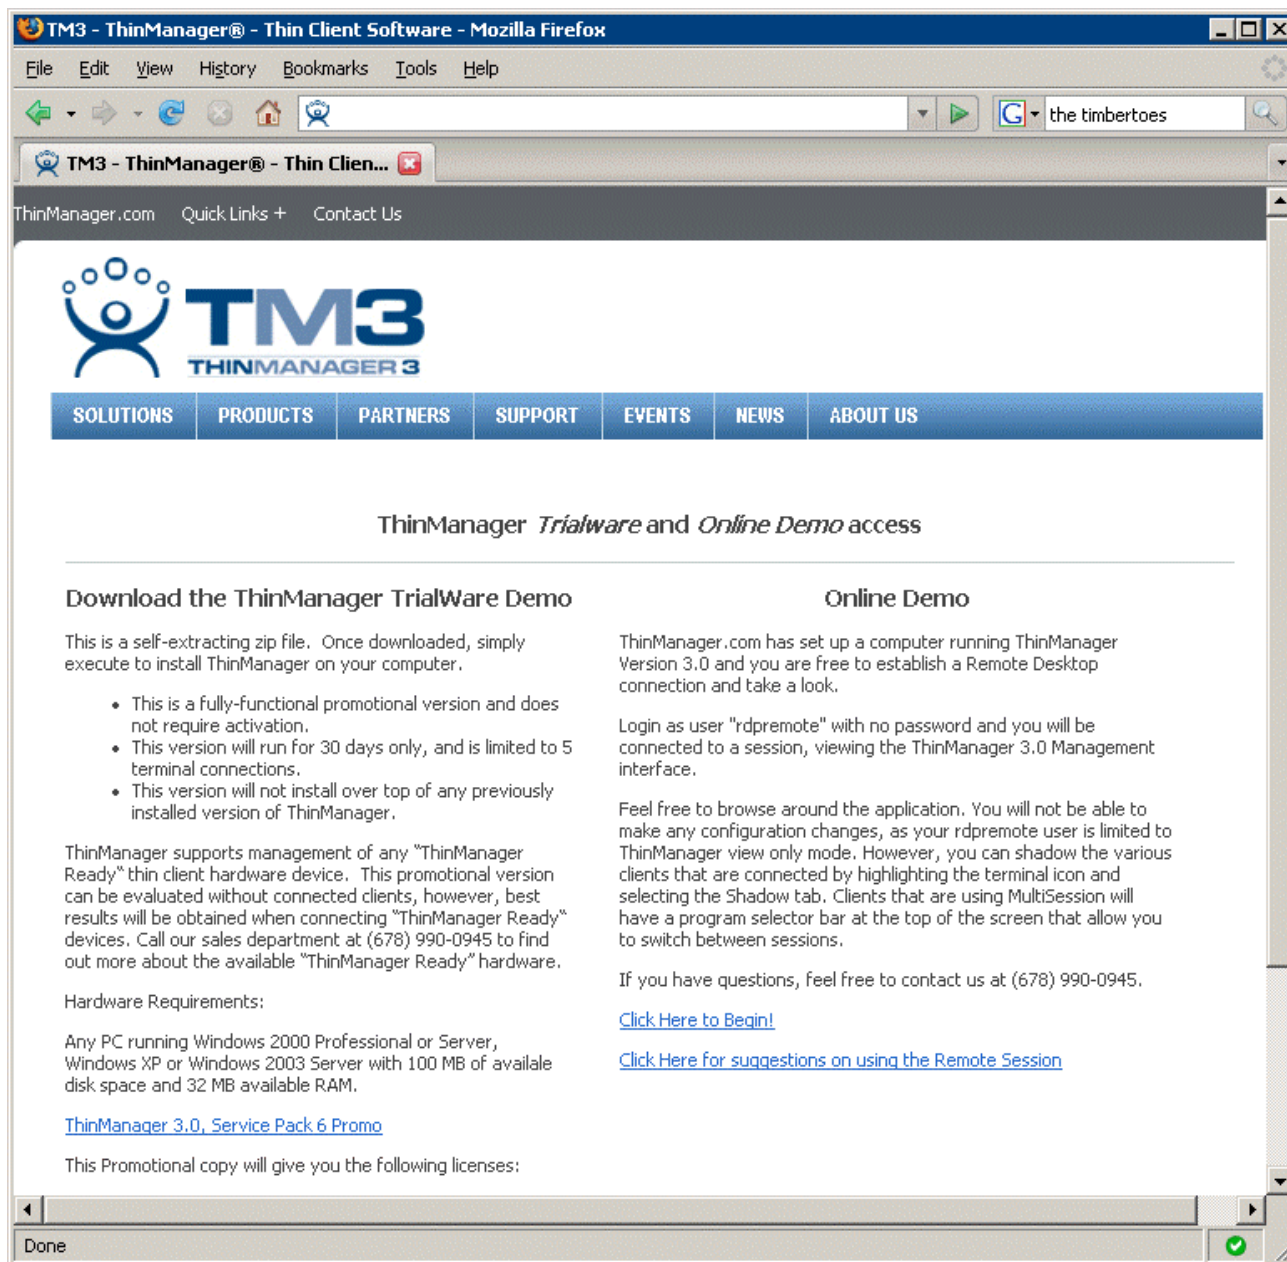 TM3 - ThinManager® - Thin Client Software - Mozilla Firefox
File Edit View History Bookmarks Tools Help
G the timbertoes
TM3 - ThinManager® - Thin Clien...
ThinManager.com Quick Links + Contact Us
TM3
THINMANAGER 3
SOLUTIONS PRODUCTS PARTNERS SUPPORT EVENTS NEWS ABOUT US
ThinManager Trialware and Online Demo access
Download the ThinManager TrialWare Demo
This is a self-extracting zip file. Once downloaded, simply
execute to install ThinManager on your computer.
• This is a fully-functional promotional version and does
not require activation.
• This version will run for 30 days only, and is limited to 5
terminal connections.
• This version will not install over top of any previously
installed version of ThinManager.
ThinManager supports management of any "ThinManager
Ready" thin client hardware device. This promotional version
can be evaluated without connected clients, however, best
results will be obtained when connecting "ThinManager Ready"
devices. Call our sales department at (678) 990-0945 to find
out more about the available "ThinManager Ready" hardware.
Hardware Requirements:
Any PC running Windows 2000 Professional or Server,
Windows XP or Windows 2003 Server with 100 MB of availale
disk space and 32 MB available RAM.
ThinManager 3.0, Service Pack 6 Promo
This Promotional copy will give you the following licenses:
Online Demo
ThinManager.com has set up a computer running ThinManager
Version 3.0 and you are free to establish a Remote Desktop
connection and take a look.
Login as user "rdpremote" with no password and you will be
connected to a session, viewing the ThinManager 3.0 Management
interface.
Feel free to browse around the application. You will not be able to
make any configuration changes, as your rdpremote user is limited to
ThinManager view only mode. However, you can shadow the various
clients that are connected by highlighting the terminal icon and
selecting the Shadow tab. Clients that are using MultiSession will
have a program selector bar at the top of the screen that allow you
to switch between sessions.
If you have questions, feel free to contact us at (678) 990-0945.
Click Here to Begin!
Click Here for suggestions on using the Remote Session
Done